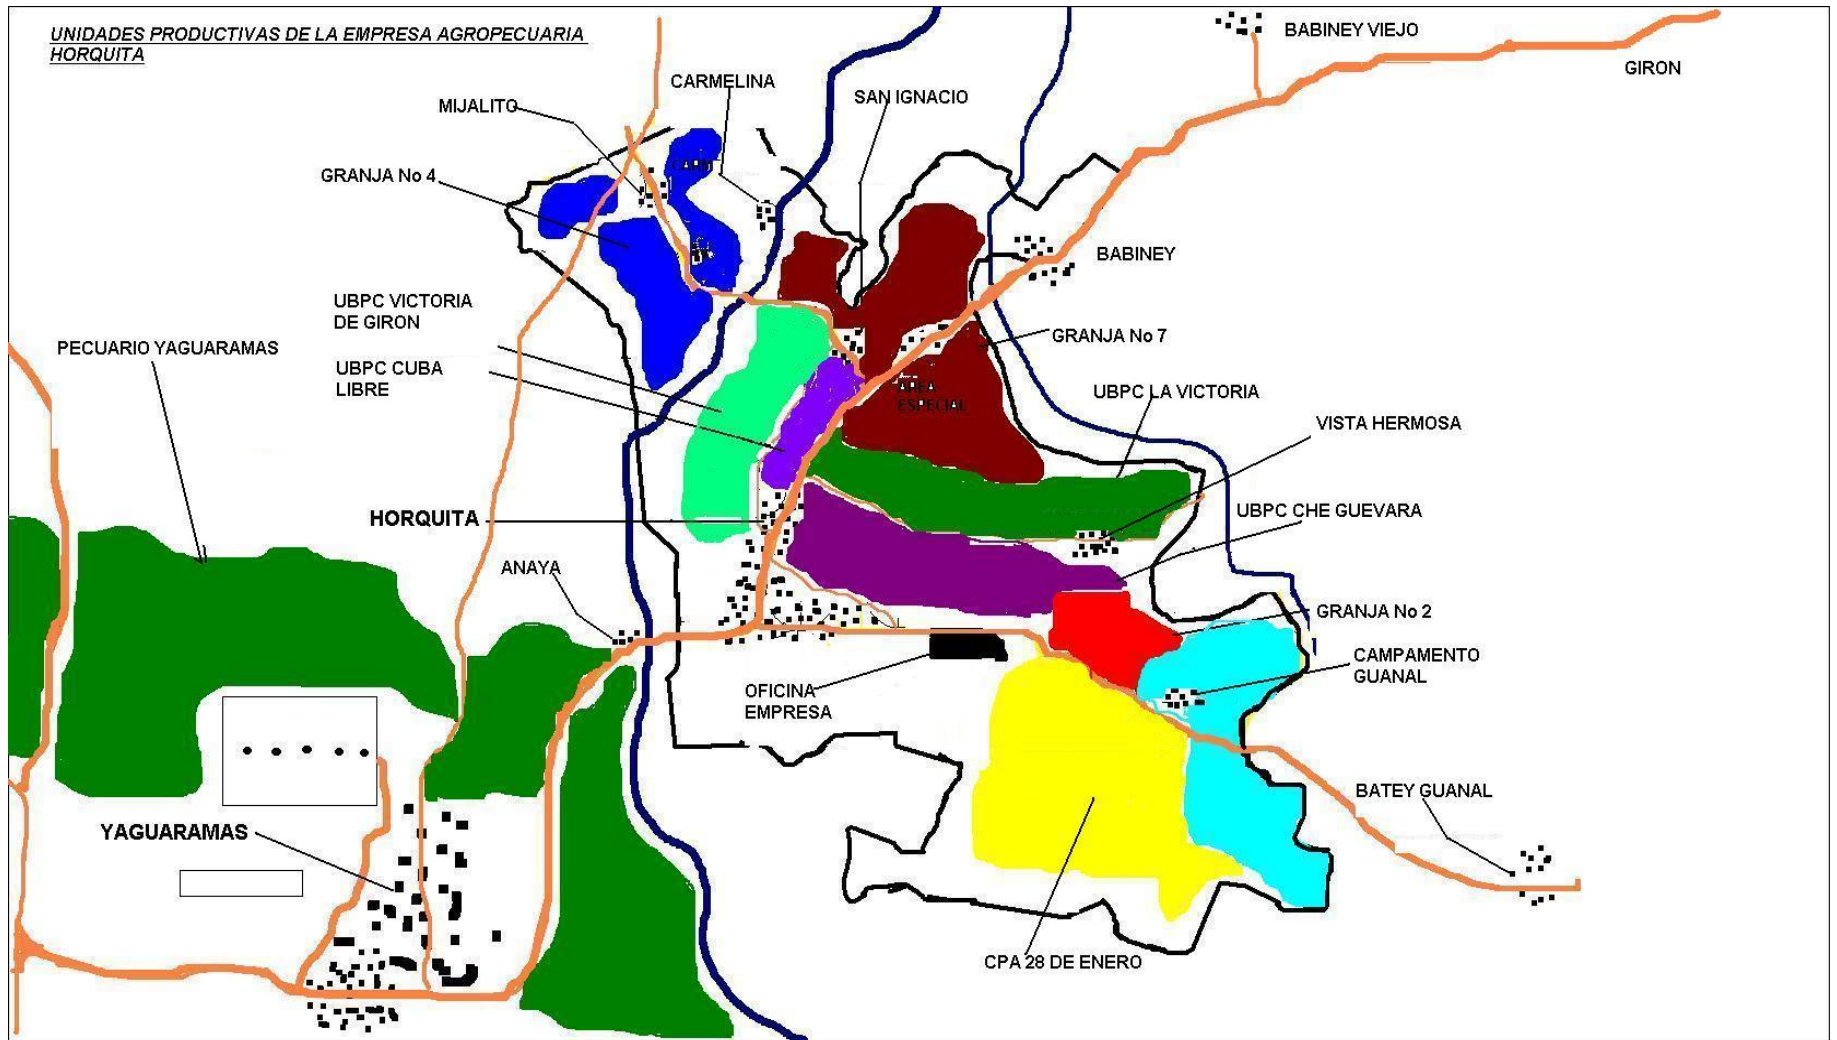 UNIDADES PRODUCTIVAS DE LA EMPRESA AGROPECUARIA
HORQUITA
BABINEY VIEJO
GIRON
CARMELINA
MIJALITO
SAN IGNACIO
CARM
GRANJA No 4
BABINEY
UBPC VICTORIA
DE GIRON
GRANJA No 7
PECUARIO YAGUARAMAS
UBPC CUBA
LIBRE
AREA
ESPECIAL
UBPC LA VICTORIA
VISTA HERMOSA
HORQUITA
UBPC CHE GUEVARA
ANAYA
GRANJA No 2
CAMPAMENTO
GUANAL
OFICINA
EMPRESA
BATEY GUANAL
YAGUARAMAS
CPA 28 DE ENERO